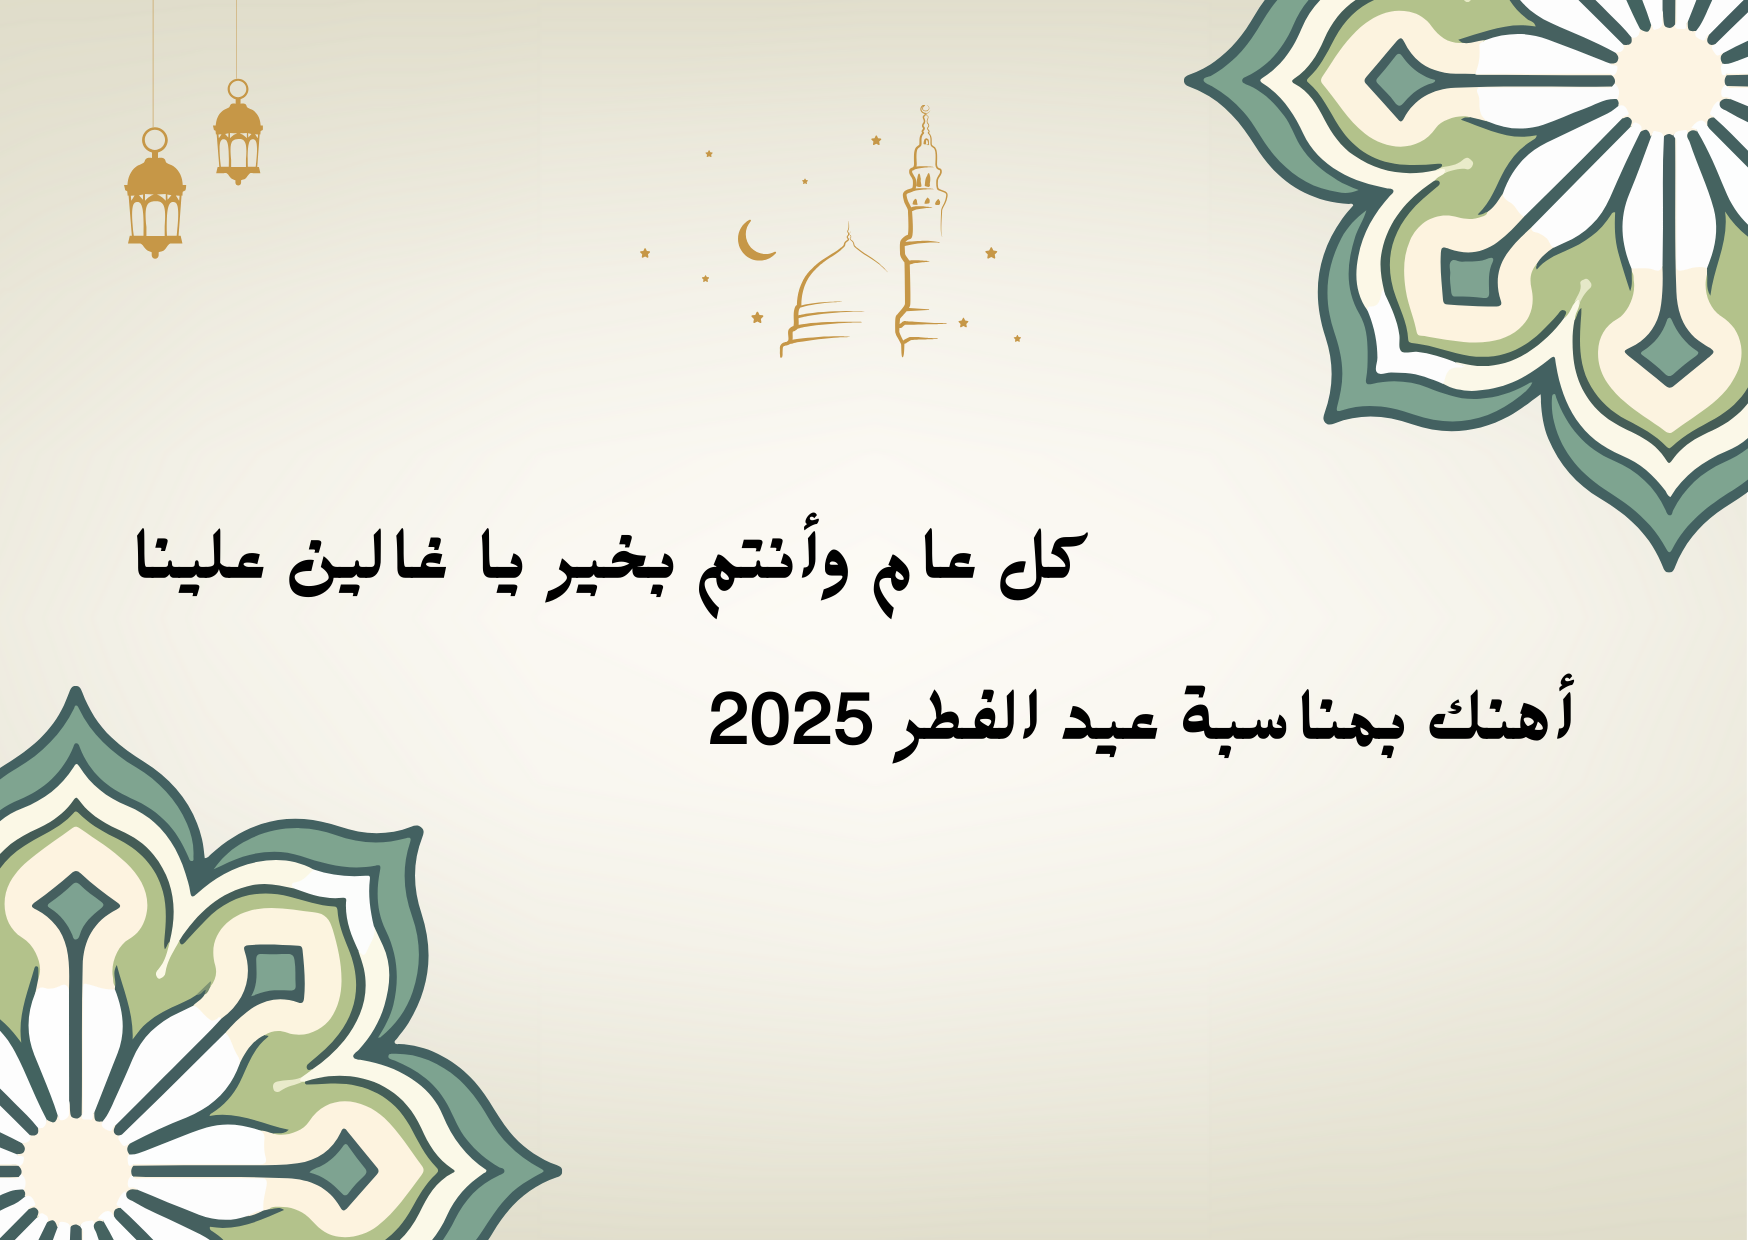 كل عام وأنتم بخير يا غالين علينا
أهنك بمناسبة عيد الفطر 2025